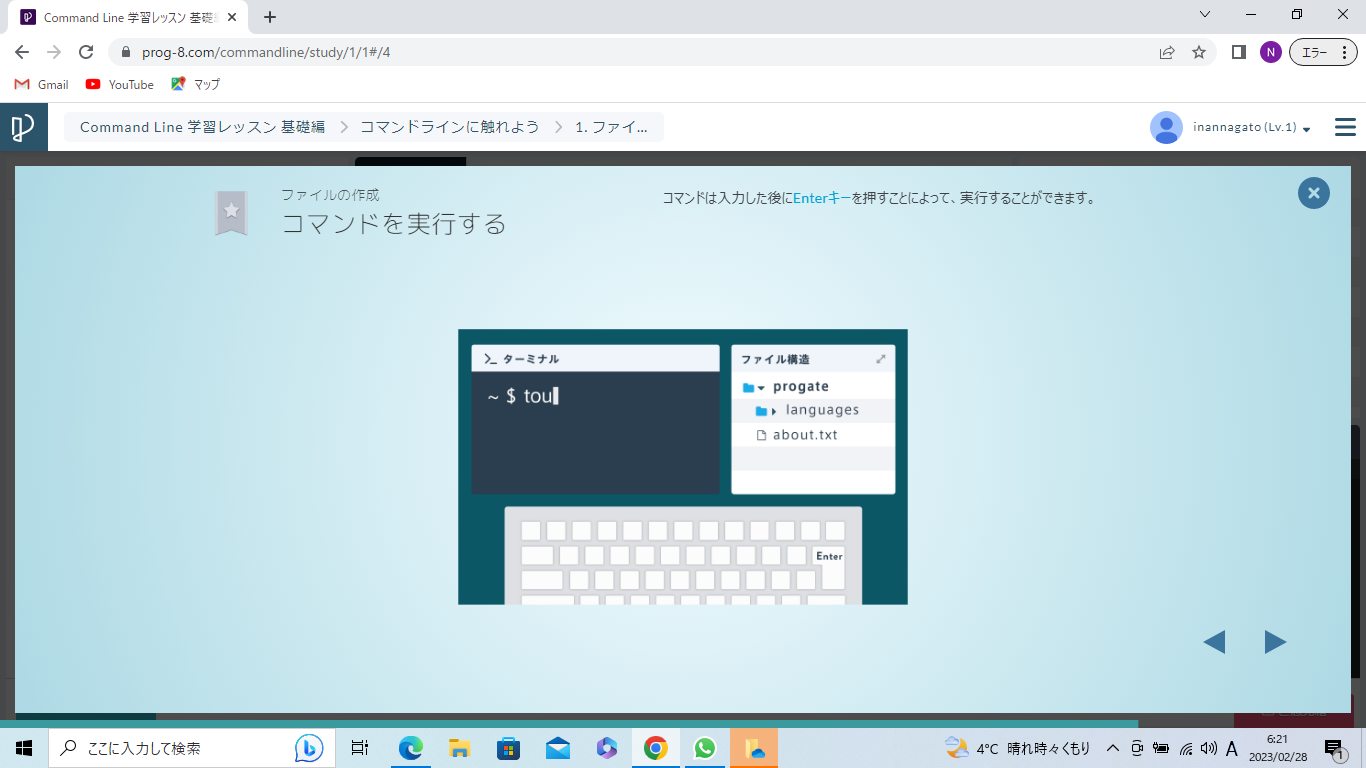 Command Line 学習レッスン 基礎
prog-8.com/commandline/study/1/1#/4
N
エラー
Gmail
YouTube
マップ
Command Line 学習レッスン 基礎編
コマンドラインに触れよう
1. ファイ...
inannagato (Lv.1)
ファイルの作成
コマンドを実行する
コマンドは入力した後にEnterキーを押すことによって、実行することができます。
>_ ターミナル
~ $ tou
ファイル構造
progate
languages
about.txt
Enter
ここに入力して検索
4°C 晴れ時々くもり
A
6:21
2023/02/28
1